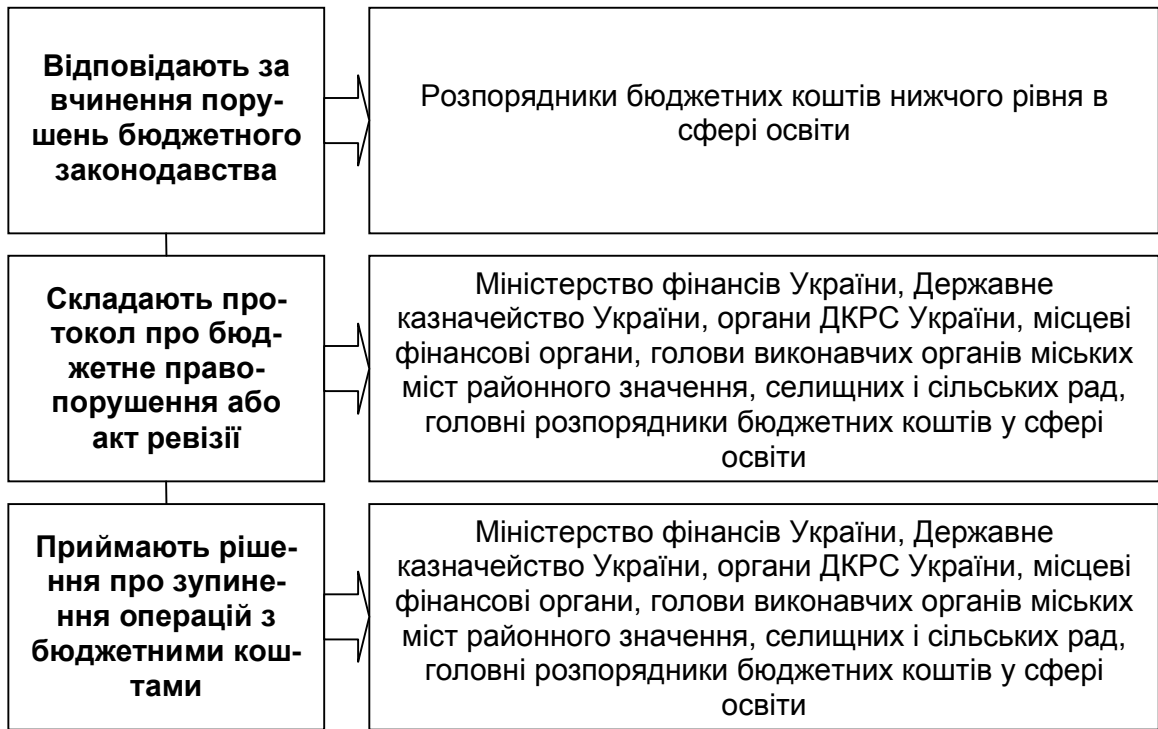 Відповідають за
вчинення пору-
шень бюджетного
законодавства
Розпорядники бюджетних коштів нижчого рівня в
сфері освіти
Складають про-
токол про бюд-
жетне право-
порушення або
акт ревізії
Міністерство фінансів України, Державне
казначейство України, органи ДКРС України, місцеві
фінансові органи, голови виконавчих органів міських
міст районного значення, селищних і сільських рад,
головні розпорядники бюджетних коштів у сфері
освіти
Приймають ріше-
ння про зупине-
ння операцій з
бюджетними кош-
тами
Міністерство фінансів України, Державне
казначейство України, органи ДКРС України, місцеві
фінансові органи, голови виконавчих органів міських
міст районного значення, селищних і сільських рад,
головні розпорядники бюджетних коштів у сфері
освіти